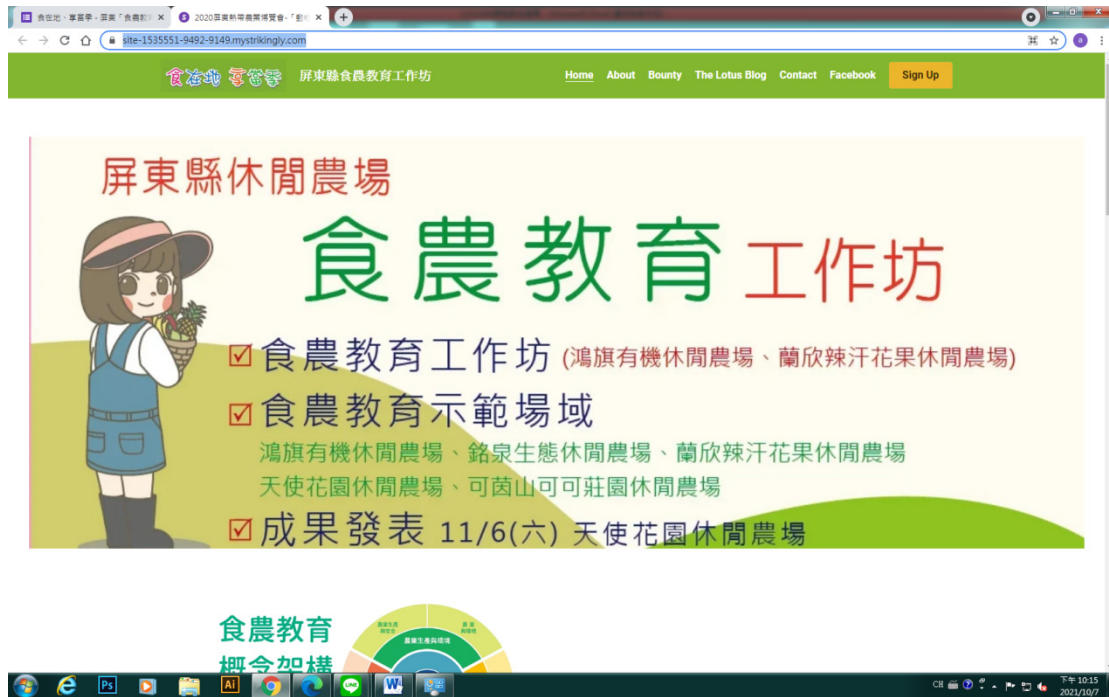 食在地、享當季 - 屏東「食農教
2020屏東熱帶農業博覽會-「動
site-1535551-9492-9149.mystrikingly.com
食在地 享當季 屏東縣食農教育工作坊 Home About Bounty The Lotus Blog Contact Facebook Sign Up
屏東縣休閒農場
食農教育工作坊
食農教育工作坊 (鴻旗有機休閒農場、蘭欣辣汗花果休閒農場)
食農教育示範場域
鴻旗有機休閒農場、銘泉生態休閒農場、蘭欣辣汗花果休閒農場
天使花園休閒農場、可茵山可可莊園休閒農場
成果發表 11/6(六) 天使花園休閒農場
食農教育
概念架構
農業生產與環境
Ps
Ai
LINE
W
CH
下午 10:15
2021/10/7